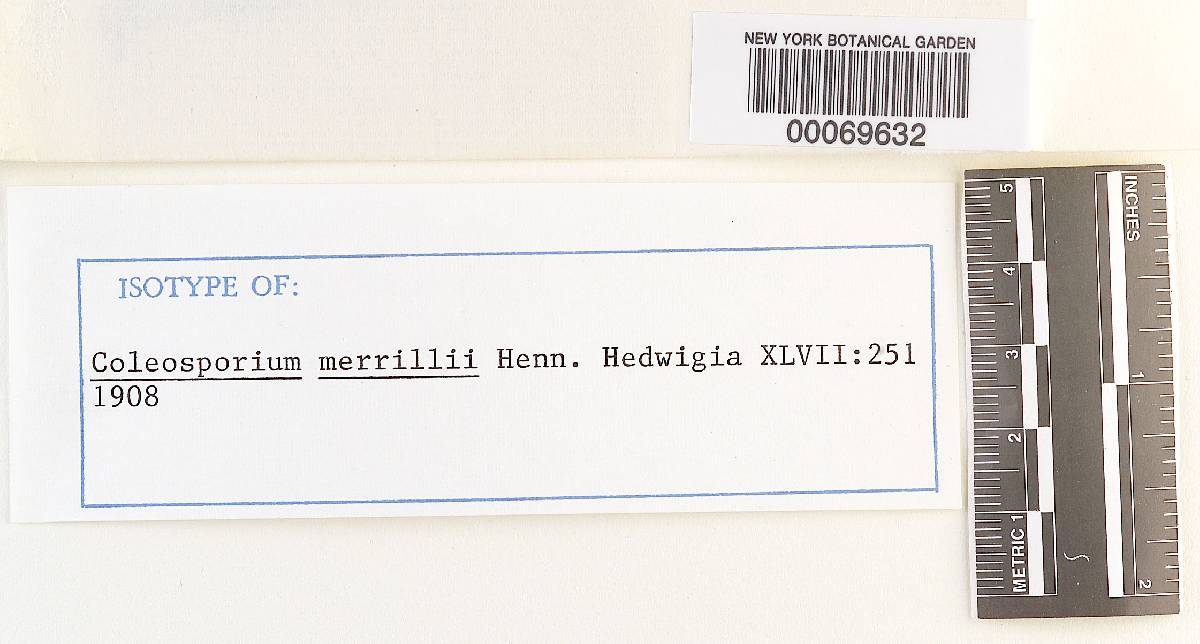 NEW YORK BOTANICAL GARDEN
00069632
ISOTYPE OF:
Coleosporium merrillii Henn. Hedwigia XLVII:251
1908
INCHES
1
2
5
4
3
2
METRIC 1